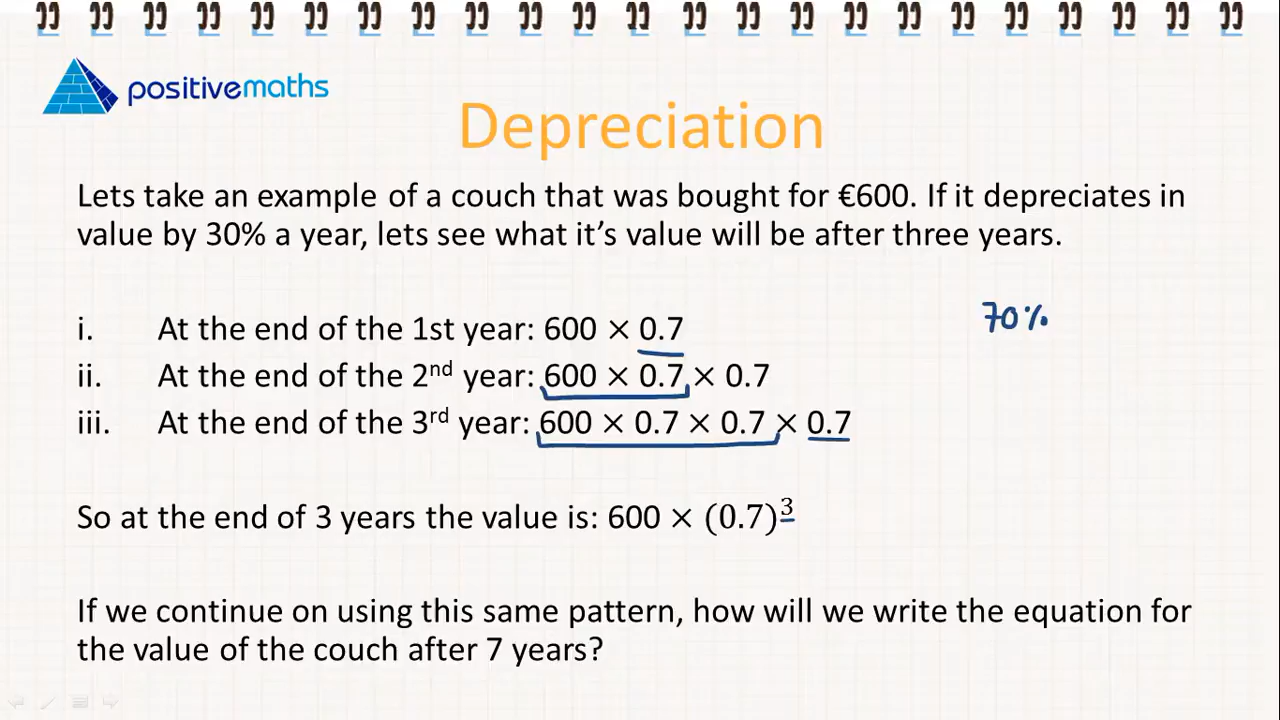 positivemaths
Depreciation
Lets take an example of a couch that was bought for €600. If it depreciates in
value by 30% a year, lets see what it’s value will be after three years.
70%
i. At the end of the 1st year: 600 × 0.7
ii. At the end of the 2nd year: 600 × 0.7 × 0.7
iii. At the end of the 3rd year: 600 × 0.7 × 0.7 × 0.7
So at the end of 3 years the value is: 600 × (0.7)³
If we continue on using this same pattern, how will we write the equation for
the value of the couch after 7 years?